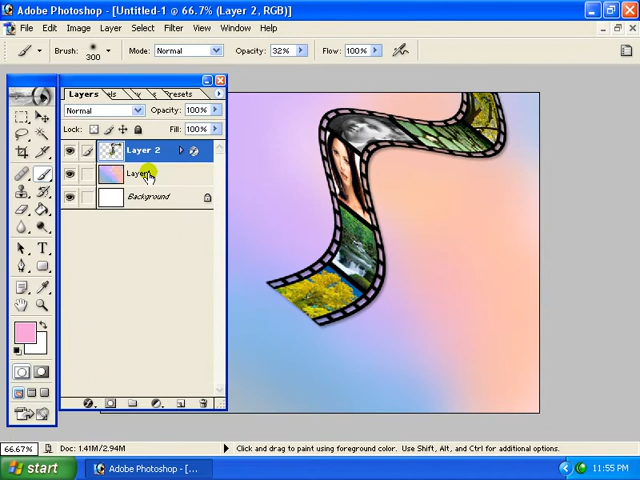 Adobe Photoshop - [Untitled-1 @ 66.7% (Layer 2, RGB)]
File Edit Image Layer Select Filter View Window Help
Brush: 300 Mode: Normal Opacity: 32% Flow: 100%
Layers Presets
Normal Opacity: 100%
Lock: Fill: 100%
Layer 2
Layer
Background
T
66.67% Doc: 1.41M/2.94M Click and drag to paint using foreground color. Use Shift, Alt, and Ctrl for additional options.
start Adobe Photoshop - [... 11:55 PM